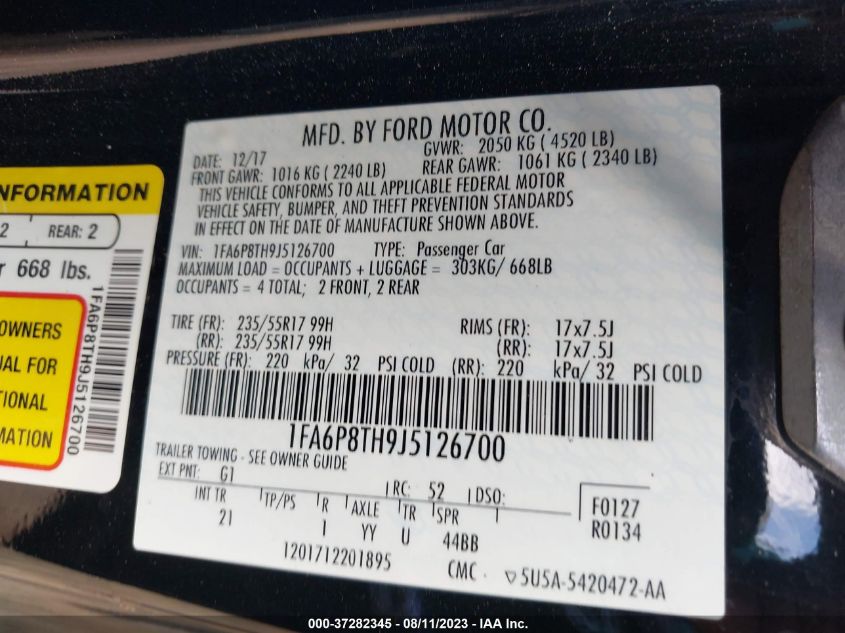 MFD. BY FORD MOTOR CO.
DATE: 12/17 GVWR: 2050 KG ( 4520 LB)
FRONT GAWR: 1016 KG ( 2240 LB) REAR GAWR: 1061 KG ( 2340 LB)
THIS VEHICLE CONFORMS TO ALL APPLICABLE FEDERAL MOTOR
VEHICLE SAFETY, BUMPER, AND THEFT PREVENTION STANDARDS
IN EFFECT ON THE DATE OF MANUFACTURE SHOWN ABOVE.
VIN: 1FA6P8TH9J5126700 TYPE: Passenger Car
MAXIMUM LOAD = OCCUPANTS + LUGGAGE = 303KG/ 668LB
OCCUPANTS = 4 TOTAL; 2 FRONT, 2 REAR
TIRE (FR): 235/55R17 99H RIMS (FR): 17x7.5J
(RR): 235/55R17 99H (RR): 17x7.5J
PRESSURE (FR): 220 kPa/ 32 PSI COLD (RR): 220 kPa/ 32 PSI COLD
1FA6P8TH9J5126700
TRAILER TOWING - SEE OWNER GUIDE
EXT PNT: G1 RC: 52 DSO:
INT TR TP/PS R AXLE TR SPR F0127
21 I YY U 44BB R0134
1201712201895 CMC - 5U5A-5420472-AA
INFORMATION
2 REAR: 2
r 668 lbs.
1FA6P8TH9J5126700
OWNERS
UAL FOR
TIONAL
MATION
000-37282345 - 08/11/2023 - IAA Inc.